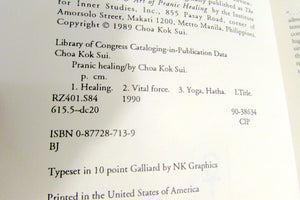 Art of Pranic Healing by The
for Inner Studies, Inc., 855 Pasay Road, corner of
Amorsolo Street, Makati 1200, Metro Manila, Philippines.
Copyright © 1989 Choa Kok Sui.
Library of Congress Cataloging-in-Publication Data
Choa Kok Sui.
Pranic healing/by Choa Kok Sui.
p. cm.
1. Healing. 2. Vital force. 3. Yoga, Hatha. I.Title.
RZ401.S84 1990
615.5–dc20 90-38634
CIP
ISBN 0-87728-713-9
BJ
Typeset in 10 point Galliard by NK Graphics
Printed in the United States of America